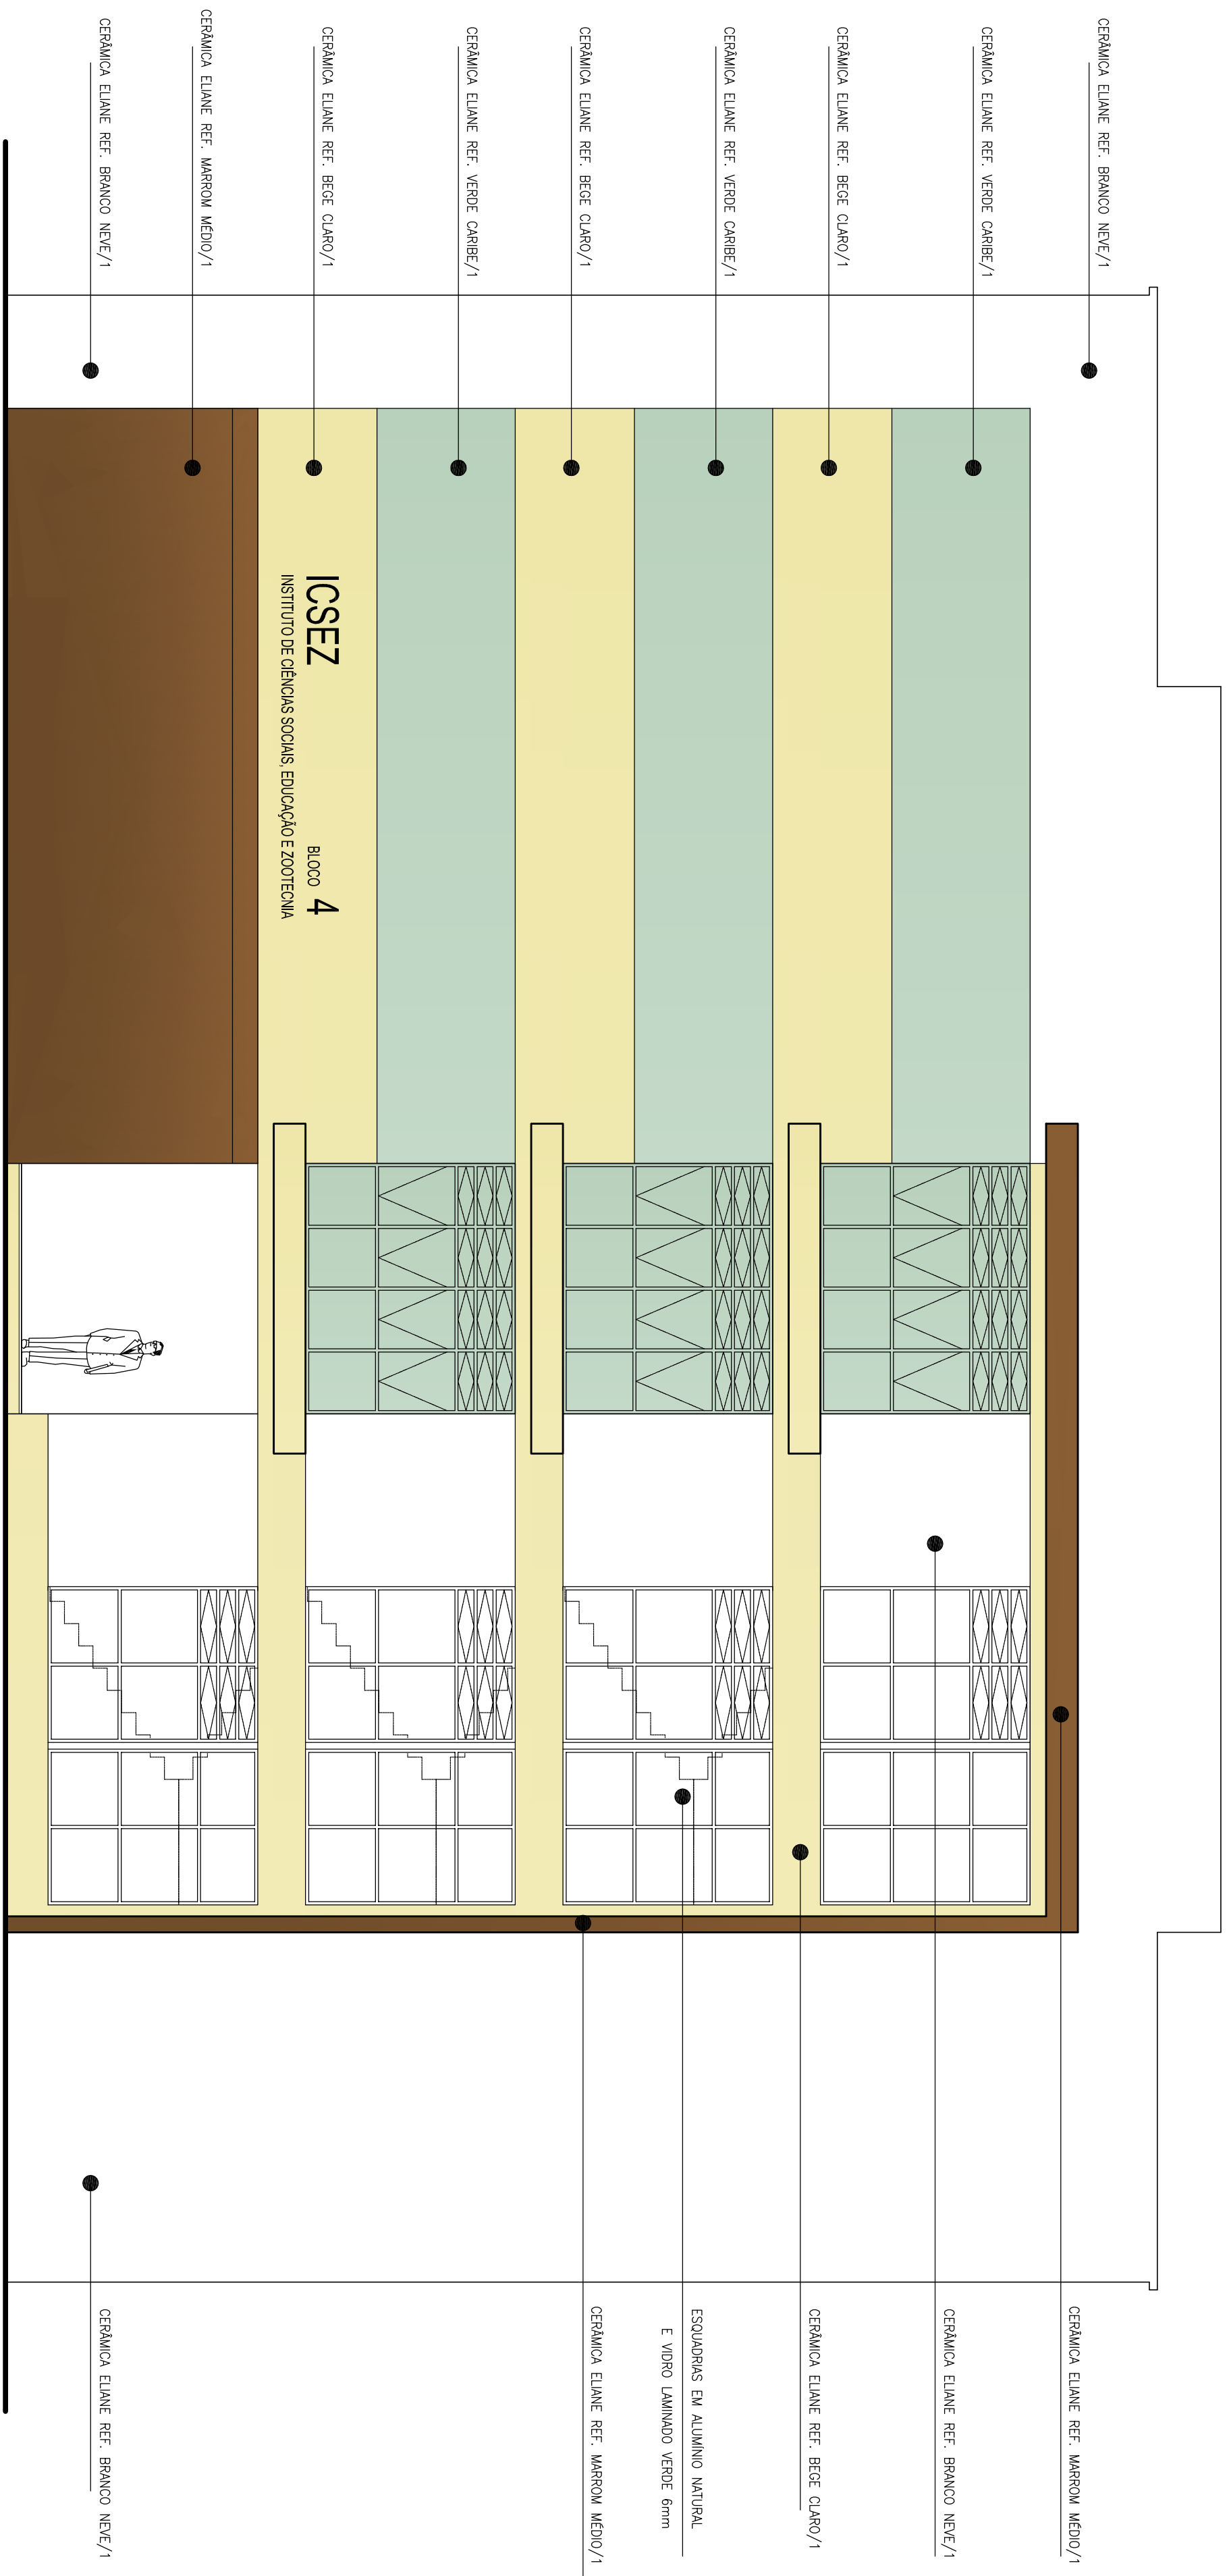 CERÂMICA ELIANE REF. BRANCO NEVE/1
CERÂMICA ELIANE REF. VERDE CARIBE/1
CERÂMICA ELIANE REF. BEGE CLARO/1
CERÂMICA ELIANE REF. VERDE CARIBE/1
CERÂMICA ELIANE REF. BEGE CLARO/1
CERÂMICA ELIANE REF. VERDE CARIBE/1
CERÂMICA ELIANE REF. BEGE CLARO/1
CERÂMICA ELIANE REF. MARROM MÉDIO/1
CERÂMICA ELIANE REF. BRANCO NEVE/1
ICSEZ BLOCO 4
INSTITUTO DE CIÊNCIAS SOCIAIS, EDUCAÇÃO E ZOOTECNIA
CERÂMICA ELIANE REF. MARROM MÉDIO/1
CERÂMICA ELIANE REF. BRANCO NEVE/1
CERÂMICA ELIANE REF. BEGE CLARO/1
ESQUADRIAS EM ALUMÍNIO NATURAL
E VIDRO LAMINADO VERDE 6mm
CERÂMICA ELIANE REF. MARROM MÉDIO/1
CERÂMICA ELIANE REF. BRANCO NEVE/1